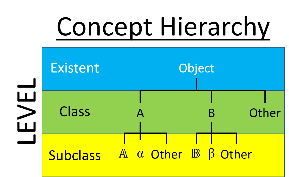 Concept Hierarchy
LEVEL
Existent Object
Class A B Other
Subclass 𝔸 α Other 𝔹 β Other